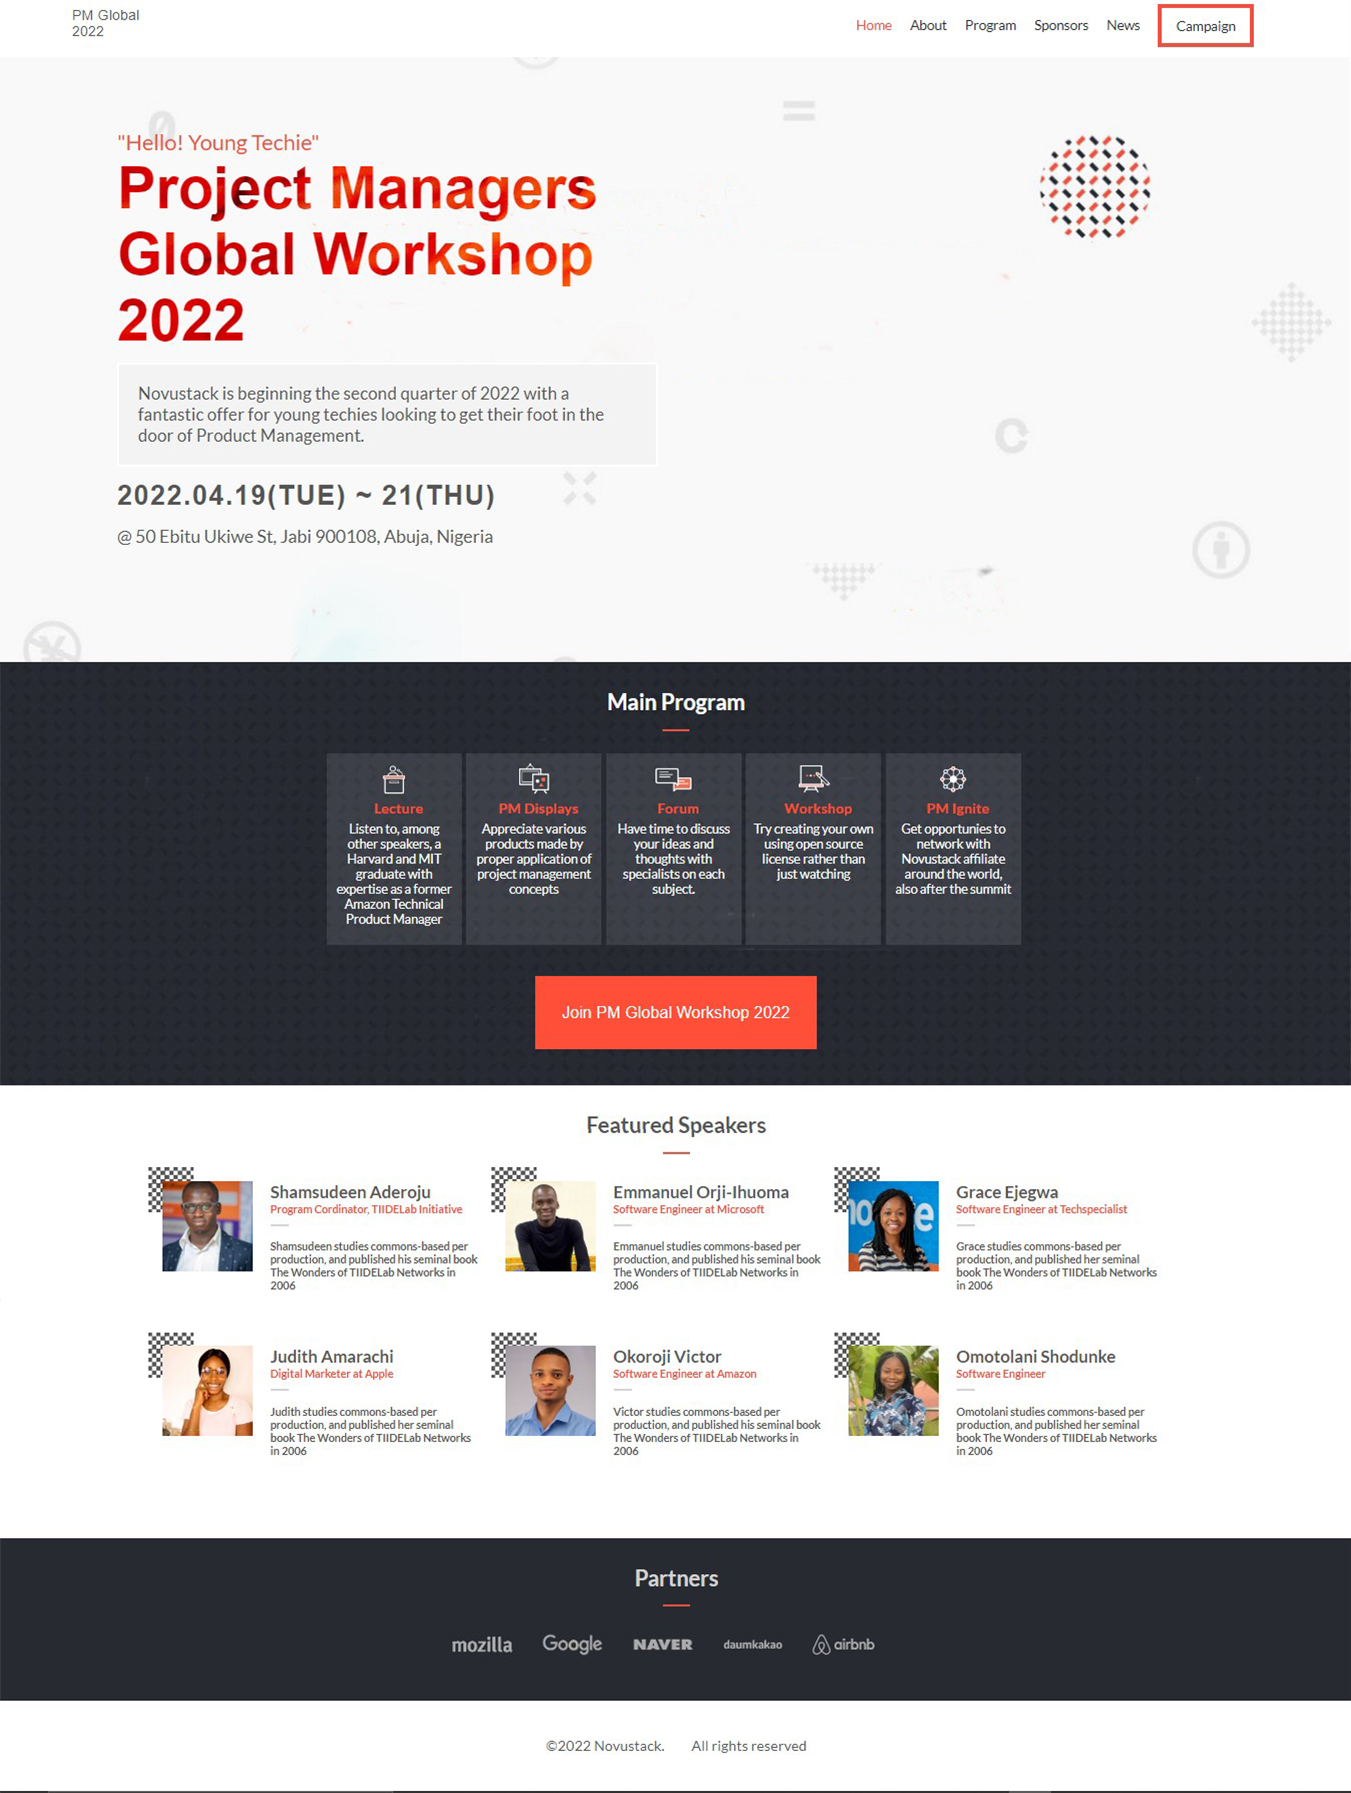 PM Global
2022
Home About Program Sponsors News Campaign
"Hello! Young Techie"
Project Managers
Global Workshop
2022
Novustack is beginning the second quarter of 2022 with a
fantastic offer for young techies looking to get their foot in the
door of Product Management.
2022.04.19(TUE) ~ 21(THU)
@ 50 Ebitu Ukiwe St, Jabi 900108, Abuja, Nigeria
Main Program
Lecture
Listen to, among
other speakers, a
Harvard and MIT
graduate with
expertise as a former
Amazon Technical
Product Manager
PM Displays
Appreciate various
products made by
proper application of
project management
concepts
Forum
Have time to discuss
your ideas and
thoughts with
specialists on each
subject.
Workshop
Try creating your own
using open source
license rather than
just watching
PM Ignite
Get opportunies to
network with
Novustack affiliate
around the world,
also after the summit
Join PM Global Workshop 2022
Featured Speakers
Shamsudeen Aderoju
Program Cordinator, TIIDELab Initiative
Shamsudeen studies commons-based per
production, and published his seminal book
The Wonders of TIIDELab Networks in
2006
Emmanuel Orji-Ihuoma
Software Engineer at Microsoft
Emmanuel studies commons-based per
production, and published his seminal book
The Wonders of TIIDELab Networks in
2006
Grace Ejegwa
Software Engineer at Techspecialist
Grace studies commons-based per
production, and published her seminal
book The Wonders of TIIDELab Networks
in 2006
Judith Amarachi
Digital Marketer at Apple
Judith studies commons-based per
production, and published her seminal
book The Wonders of TIIDELab Networks
in 2006
Okoroji Victor
Software Engineer at Amazon
Victor studies commons-based per
production, and published his seminal book
The Wonders of TIIDELab Networks in
2006
Omotolani Shodunke
Software Engineer
Omotolani studies commons-based per
production, and published her seminal
book The Wonders of TIIDELab Networks
in 2006
Partners
mozilla Google NAVER daumkakao airbnb
©2022 Novustack. All rights reserved